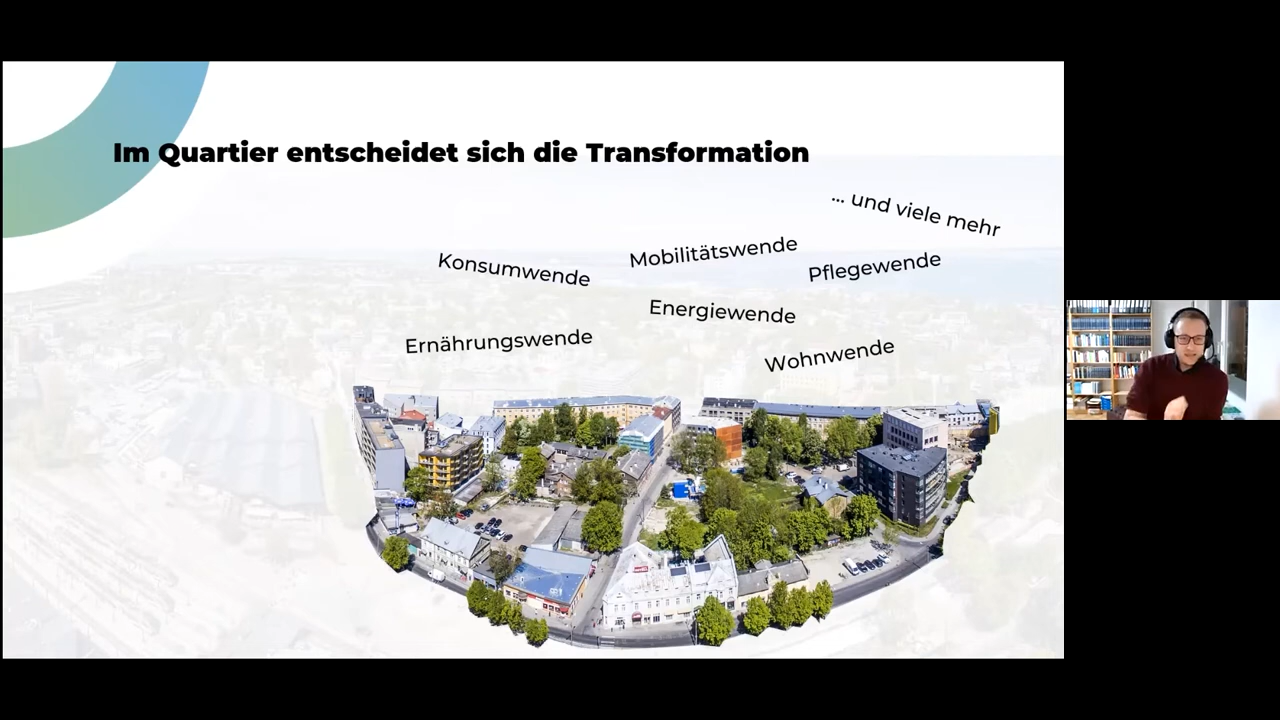 Im Quartier entscheidet sich die Transformation
... und viele mehr
Mobilitätswende
Konsumwende
Pflegewende
Energiewende
Ernährungswende
Wohnwende